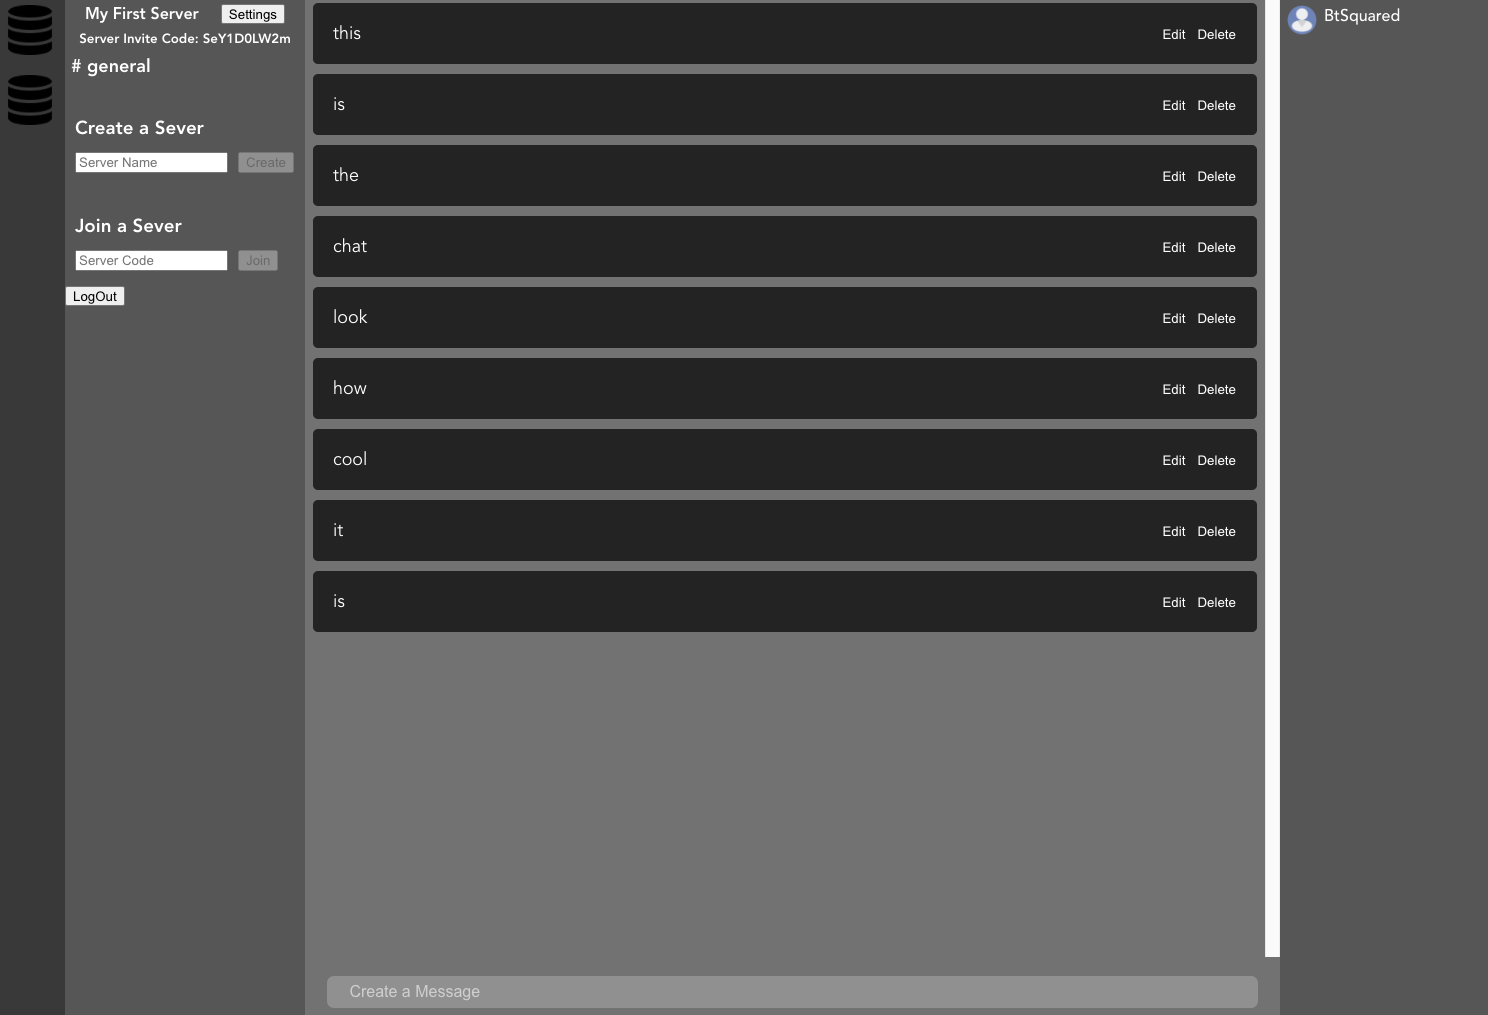 My First Server Settings
Server Invite Code: SeY1D0LW2m
# general
Create a Sever
Server Name Create
Join a Sever
Server Code Join
LogOut
this Edit Delete
is Edit Delete
the Edit Delete
chat Edit Delete
look Edit Delete
how Edit Delete
cool Edit Delete
it Edit Delete
is Edit Delete
Create a Message
BtSquared